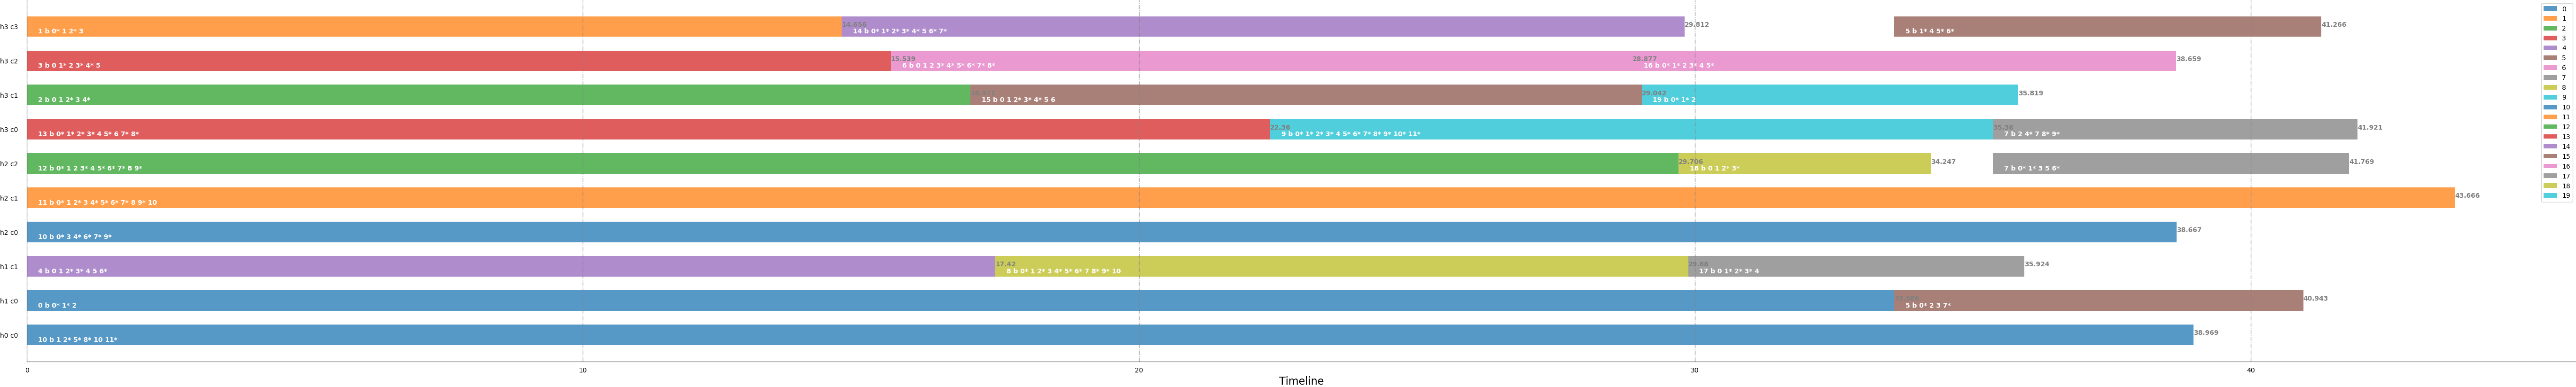 h3 c3
1 b 0* 1 2* 3
14.656
14 b 0* 1* 2* 3* 4* 5 6* 7*
29.812
5 b 1* 4 5* 6*
41.266
h3 c2
3 b 0 1* 2 3* 4* 5
15.539
6 b 0 1 2 3* 4* 5* 6* 7* 8*
28.877
16 b 0* 1* 2 3* 4 5*
38.659
h3 c1
2 b 0 1 2* 3 4*
15 b 0 1 2* 3* 4* 5 6
29.042
19 b 0* 1* 2
35.819
h3 c0
13 b 0* 1* 2* 3* 4 5* 6 7* 8*
22.36
9 b 0* 1* 2* 3* 4 5* 6* 7* 8* 9* 10* 11*
35.36
7 b 2 4* 7 8* 9*
41.921
h2 c2
12 b 0* 1 2 3* 4 5* 6* 7* 8 9*
29.706
18 b 0 1 2* 3*
34.247
7 b 0* 1* 3 5 6*
41.769
h2 c1
11 b 0* 1 2* 3 4* 5* 6* 7* 8 9* 10
43.666
h2 c0
10 b 0* 3 4* 6* 7* 9*
38.667
h1 c1
4 b 0 1 2* 3* 4 5 6*
17.42
8 b 0* 1 2* 3 4* 5* 6* 7 8* 9* 10
29.88
17 b 0 1* 2* 3* 4
35.924
h1 c0
0 b 0* 1* 2
5 b 0* 2 3 7*
40.943
h0 c0
10 b 1 2* 5* 8* 10 11*
38.969
0
10
20
30
40
Timeline
0
1
2
3
4
5
6
7
8
9
10
11
12
13
14
15
16
17
18
19